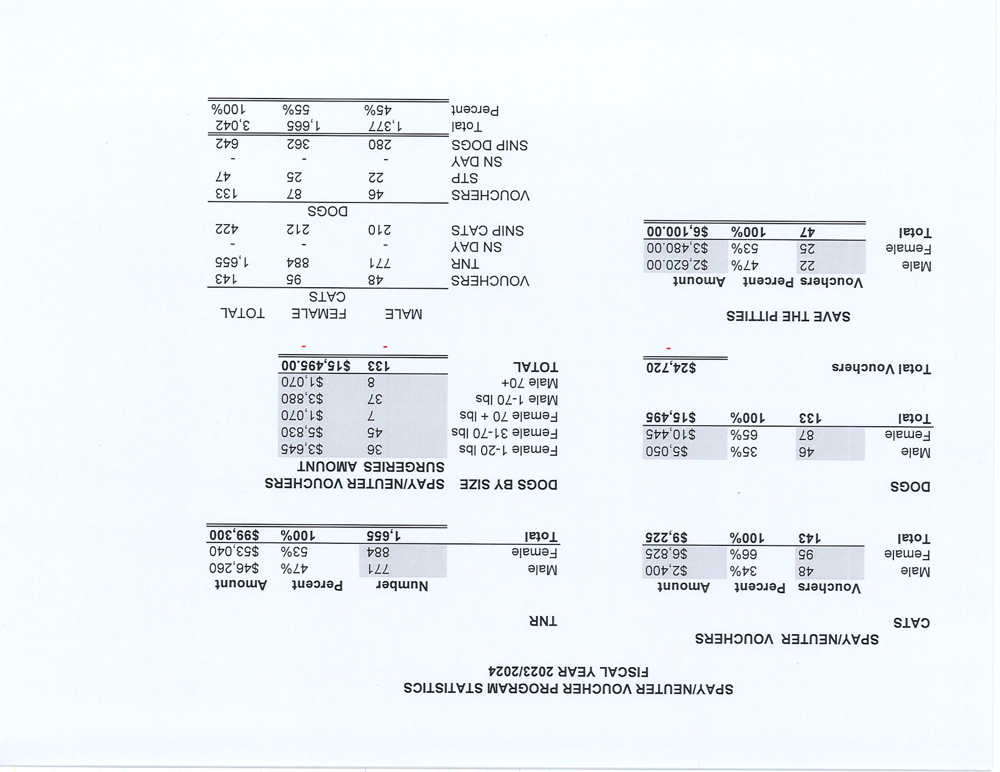 SPAY/NEUTER VOUCHER PROGRAM STATISTICS
FISCAL YEAR 2023/2024
SPAY/NEUTER VOUCHERS
CATS
Vouchers Percent Amount
Male 48 34% $2,400
Female 95 66% $6,825
Total 143 100% $9,225
DOGS
Male 46 35% $5,050
Female 87 65% $10,445
Total 133 100% $15,495
Total Vouchers $24,720
-
SAVE THE PITTIES
Vouchers Percent Amount
Male 22 47% $2,620.00
Female 25 53% $3,480.00
Total 47 100% $6,100.00
TNR
Number Percent Amount
Male 771 47% $46,260
Female 884 53% $53,040
Total 1,655 100% $99,300
DOGS BY SIZE SPAY/NEUTER VOUCHERS
SURGERIES AMOUNT
Female 1-20 lbs 36 $3,645
Female 31-70 lbs 45 $5,830
Female 70 + lbs 7 $1,070
Male 1-70 lbs 37 $3,880
Male 70+ 8 $1,070
TOTAL 133 $15,495.00
- -
MALE FEMALE TOTAL
CATS
VOUCHERS 48 95 143
TNR 771 884 1,655
SN DAY - - -
SNIP CATS 210 212 422
DOGS
VOUCHERS 46 87 133
STP 22 25 47
SN DAY - - -
SNIP DOGS 280 362 642
Total 1,377 1,665 3,042
Percent 45% 55% 100%